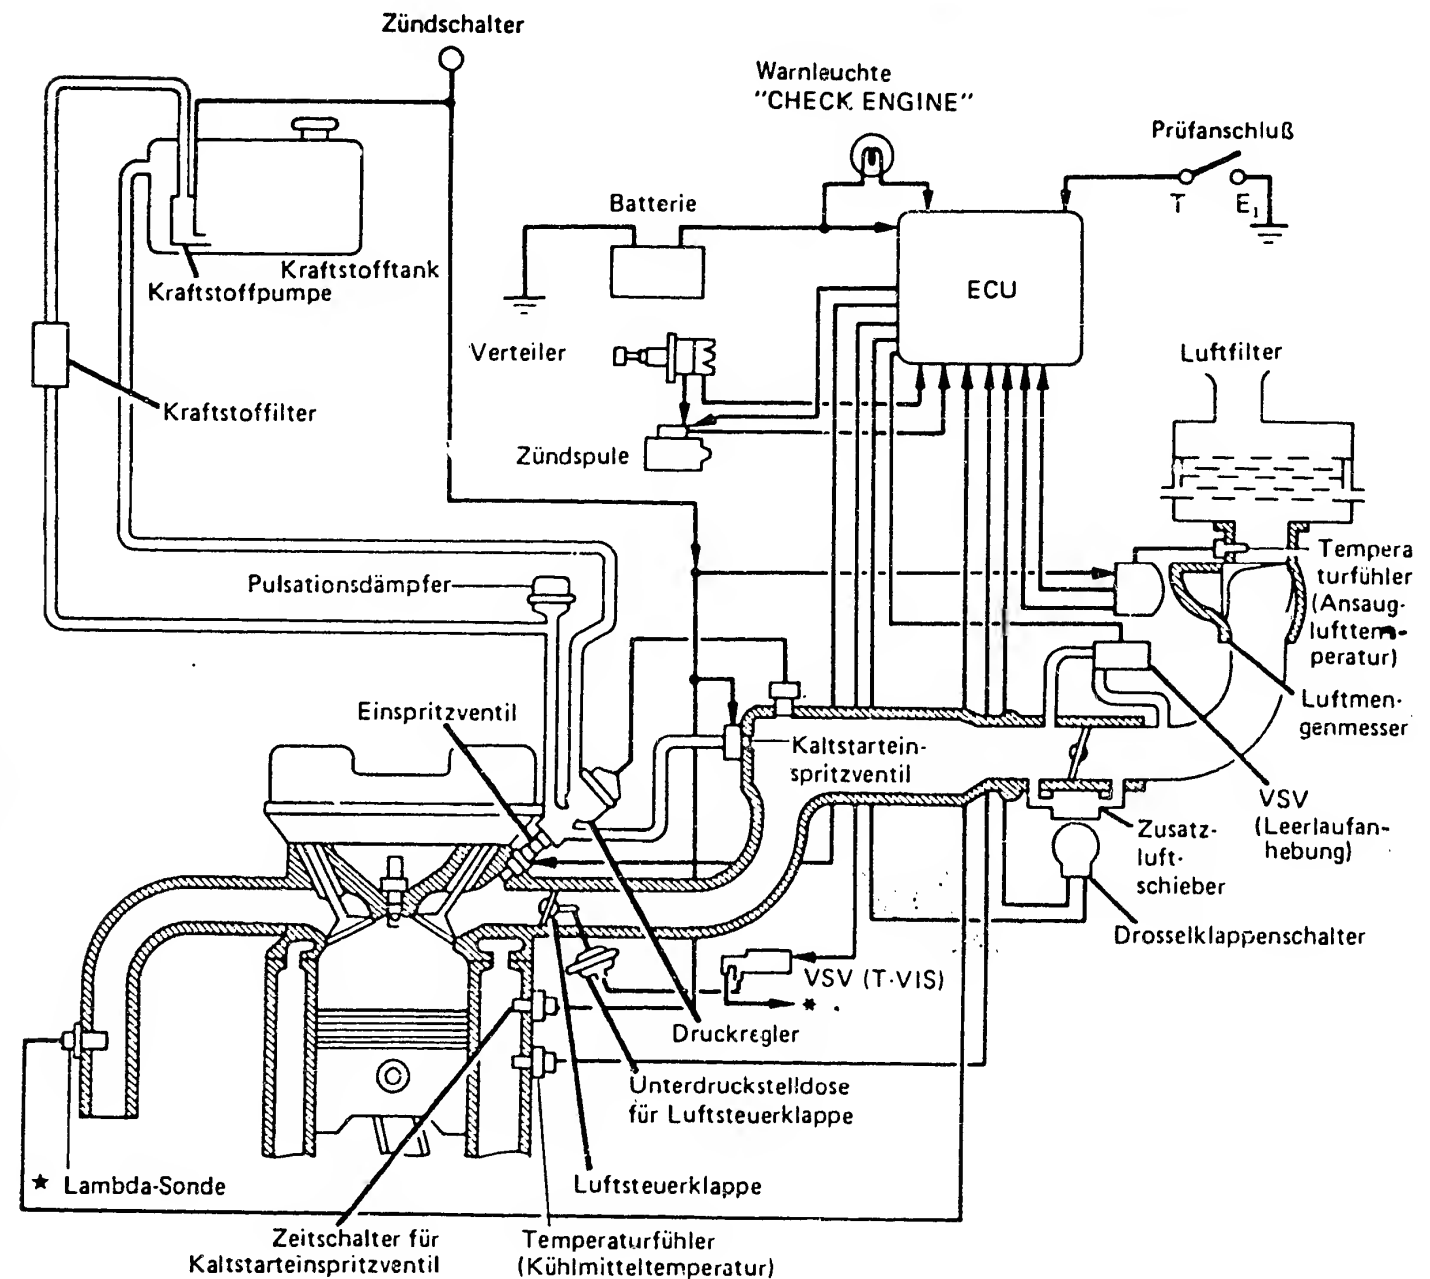 Zündschalter
Warnleuchte
"CHECK ENGINE"
Prüfanschluß
T
E1
Batterie
ECU
Kraftstofftank
Kraftstoffpumpe
Verteiler
Luftfilter
Kraftstoffilter
Zündspule
Tempera
turfühler
(Ansaug-
lufttem-
peratur)
Pulsationsdämpfer
Luftmen-
genmesser
Einspritzventil
Kaltstartein-
spritzventil
VSV
(Leerlaufan-
hebung)
Zusatz-
luft-
schieber
Drosselklappenschalter
VSV (T-VIS)
*
Druckregler
Unterdruckstelldose
für Luftsteuerklappe
★ Lambda-Sonde
Luftsteuerklappe
Zeitschalter für
Kaltstarteinspritzventil
Temperaturfühler
(Kühlmitteltemperatur)